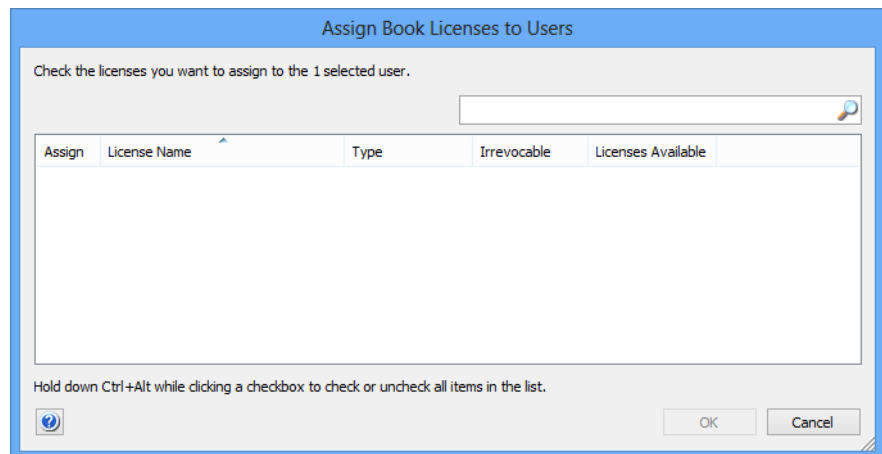 Assign Book Licenses to Users
Check the licenses you want to assign to the 1 selected user.
Assign License Name Type Irrevocable Licenses Available
Hold down Ctrl+Alt while clicking a checkbox to check or uncheck all items in the list.
? OK Cancel